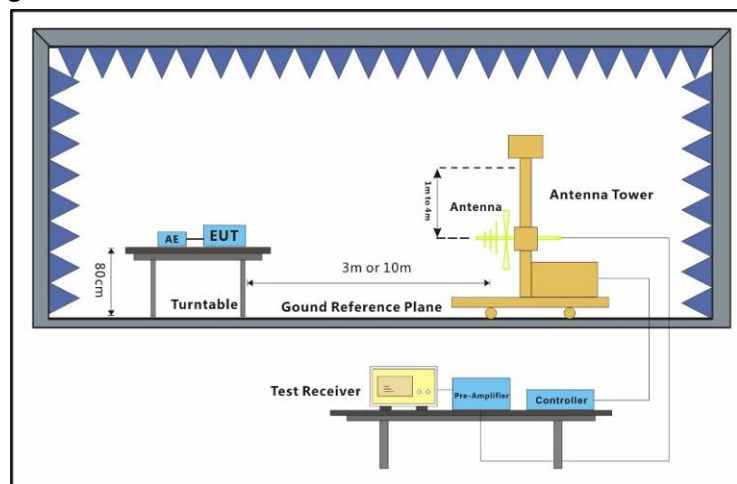 g
1m to 4m
Antenna
Antenna Tower
AE
EUT
80cm
3m or 10m
Turntable
Gound Reference Plane
Test Receiver
Pre-Amplifier
Controller